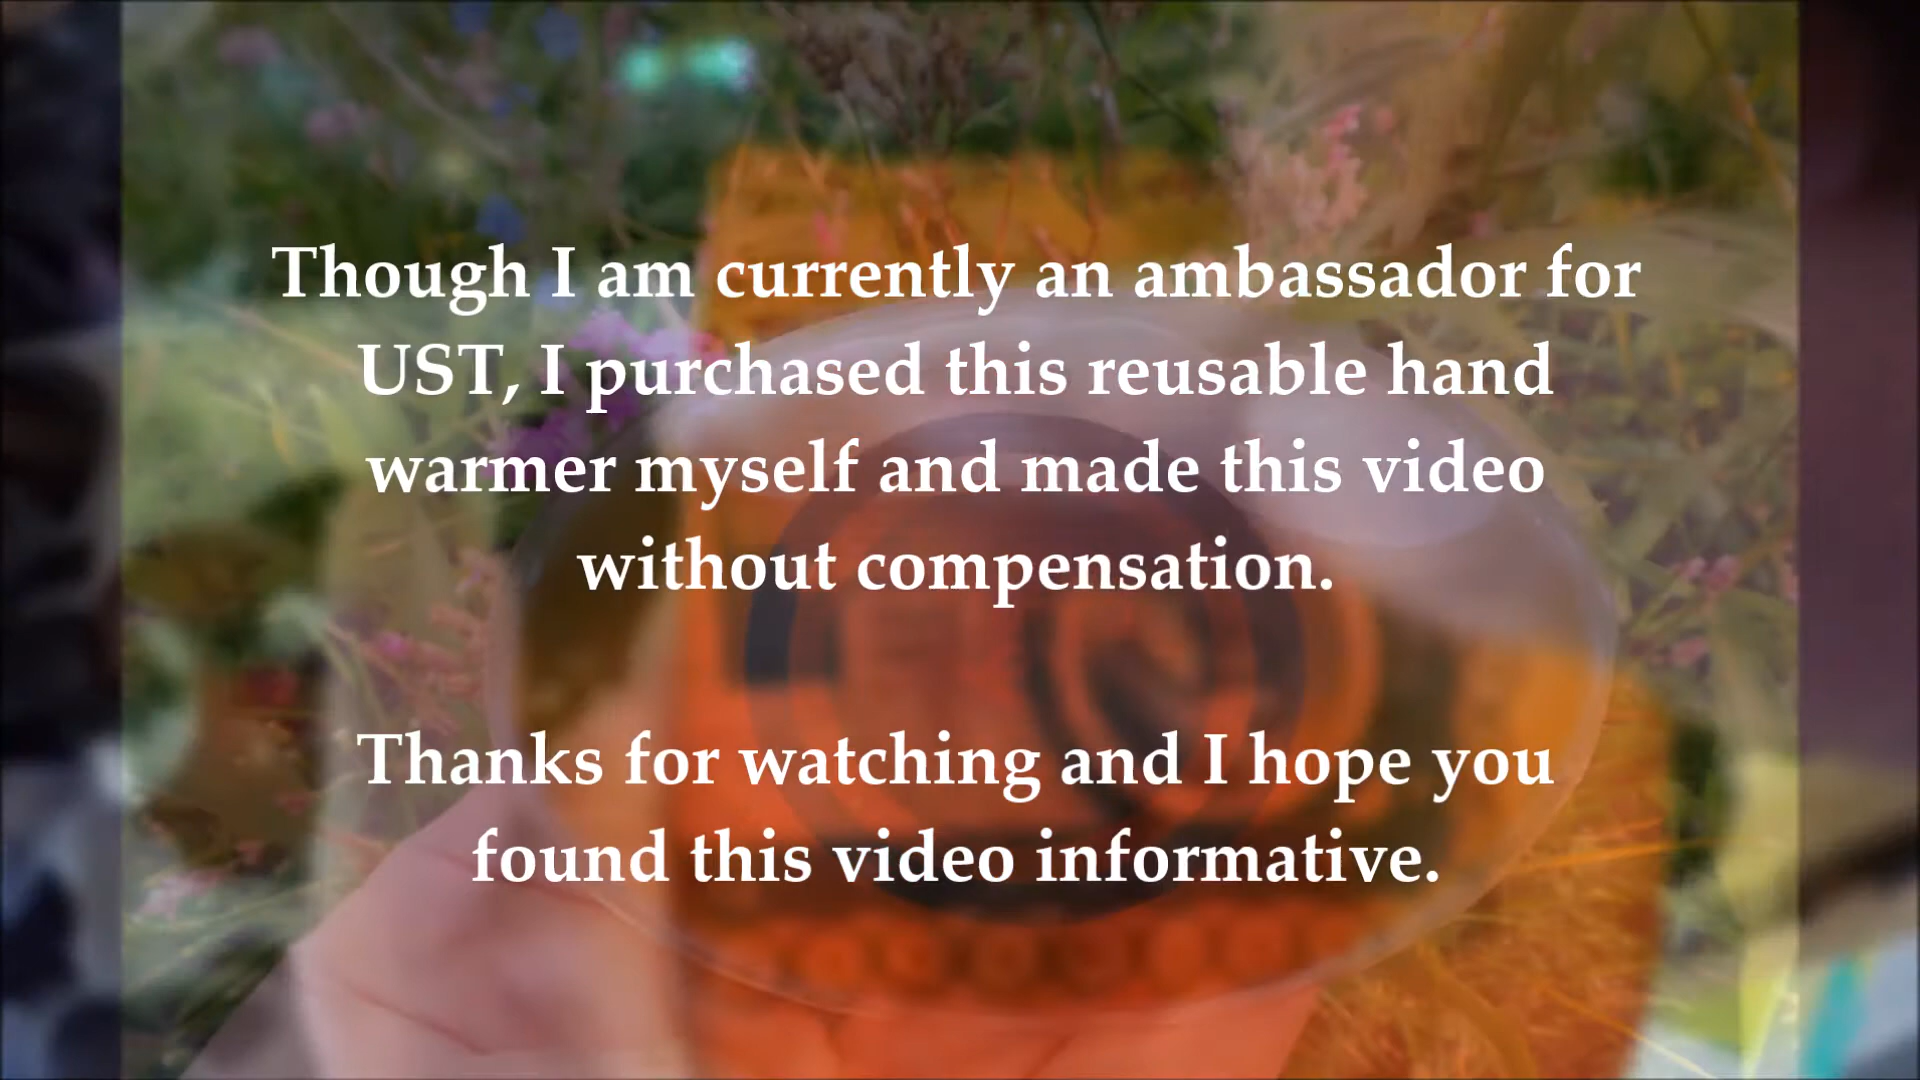 Though I am currently an ambassador for
UST, I purchased this reusable hand
warmer myself and made this video
without compensation.
Thanks for watching and I hope you
found this video informative.